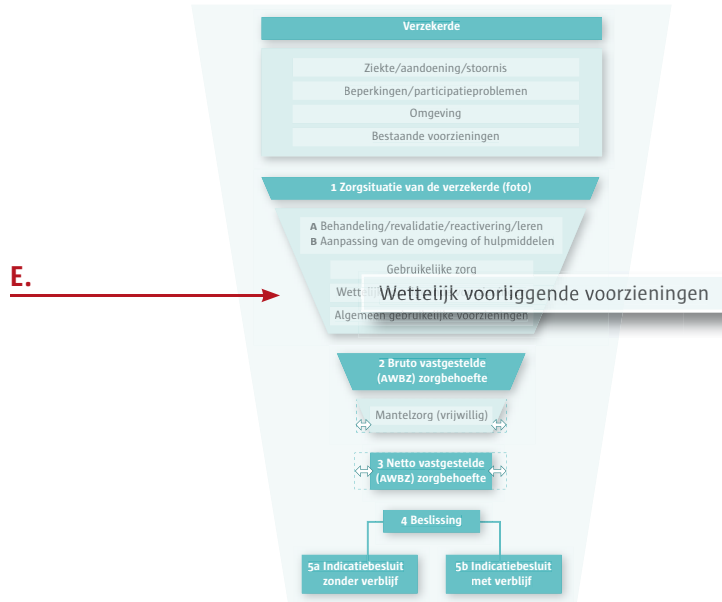 Verzekerde
Ziekte/aandoening/stoornis
Beperkingen/participatieproblemen
Omgeving
Bestaande voorzieningen
1 Zorgsituatie van de verzekerde (foto)
A Behandeling/revalidatie/reactivering/leren
B Aanpassing van de omgeving of hulpmiddelen
Gebruikelijke zorg
E.
Wettelijk voorliggende voorzieningen
Algemeen gebruikelijke voorzieningen
2 Bruto vastgestelde
(AWBZ) zorgbehoefte
Mantelzorg (vrijwillig)
3 Netto vastgestelde
(AWBZ) zorgbehoefte
4 Beslissing
5a Indicatiebesluit
zonder verblijf
5b Indicatiebesluit
met verblijf